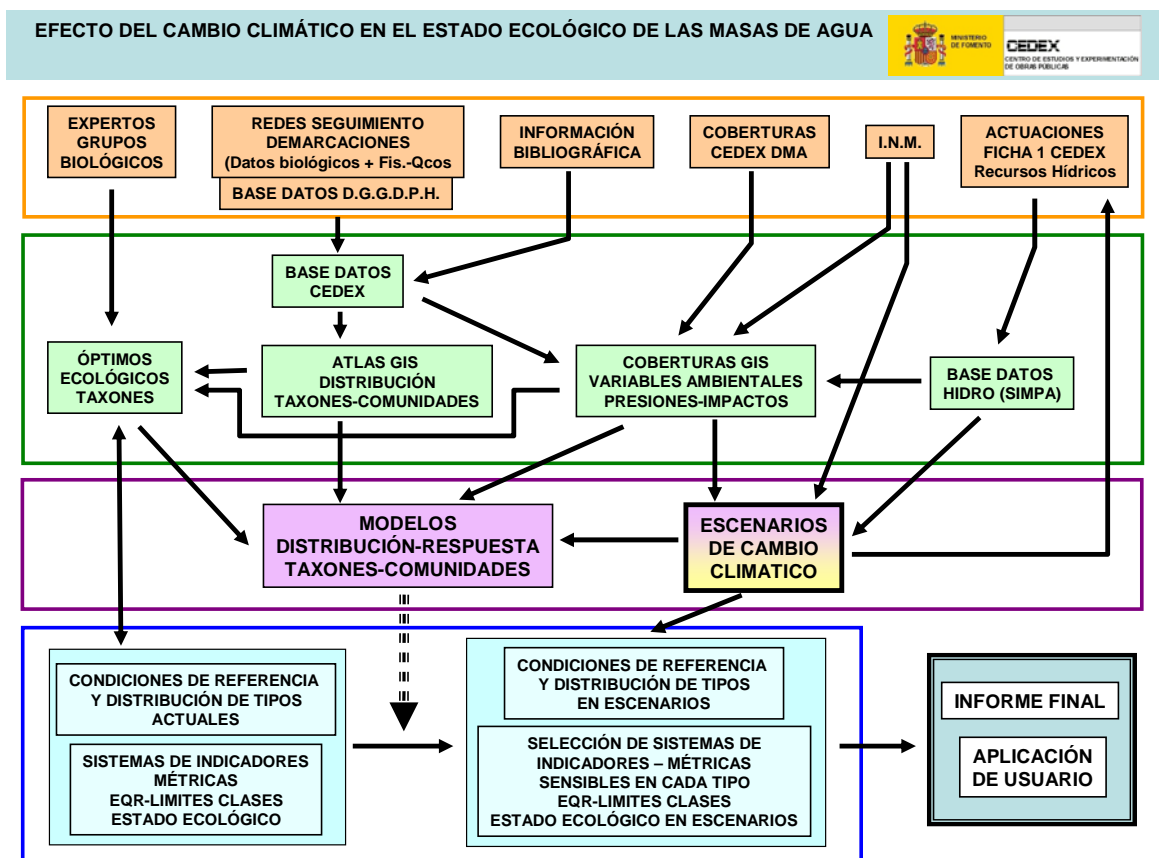 EFECTO DEL CAMBIO CLIMÁTICO EN EL ESTADO ECOLÓGICO DE LAS MASAS DE AGUA
MINISTERIO
DE FOMENTO
CEDEX
CENTRO DE ESTUDIOS Y EXPERIMENTACIÓN
DE OBRAS PÚBLICAS
EXPERTOS
GRUPOS
BIOLÓGICOS
REDES SEGUIMIENTO
DEMARCACIONES
(Datos biológicos + Fis.-Qcos
BASE DATOS D.G.G.D.P.H.
INFORMACIÓN
BIBLIOGRÁFICA
COBERTURAS
CEDEX DMA
I.N.M.
ACTUACIONES
FICHA 1 CEDEX
Recursos Hídricos
BASE DATOS
CEDEX
ÓPTIMOS
ECOLÓGICOS
TAXONES
ATLAS GIS
DISTRIBUCIÓN
TAXONES-COMUNIDADES
COBERTURAS GIS
VARIABLES AMBIENTALES
PRESIONES-IMPACTOS
BASE DATOS
HIDRO (SIMPA)
MODELOS
DISTRIBUCIÓN-RESPUESTA
TAXONES-COMUNIDADES
ESCENARIOS
DE CAMBIO
CLIMATICO
CONDICIONES DE REFERENCIA
Y DISTRIBUCIÓN DE TIPOS
ACTUALES
SISTEMAS DE INDICADORES
MÉTRICAS
EQR-LIMITES CLASES
ESTADO ECOLÓGICO
CONDICIONES DE REFERENCIA
Y DISTRIBUCIÓN DE TIPOS
EN ESCENARIOS
SELECCIÓN DE SISTEMAS DE
INDICADORES – MÉTRICAS
SENSIBLES EN CADA TIPO
EQR-LIMITES CLASES
ESTADO ECOLÓGICO EN ESCENARIOS
INFORME FINAL
APLICACIÓN
DE USUARIO